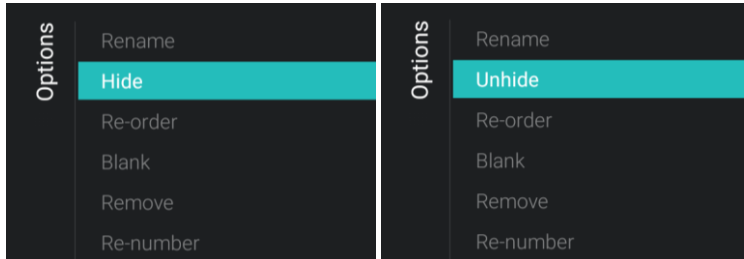 Options
Rename
Hide
Re-order
Blank
Remove
Re-number
Options
Rename
Unhide
Re-order
Blank
Remove
Re-number